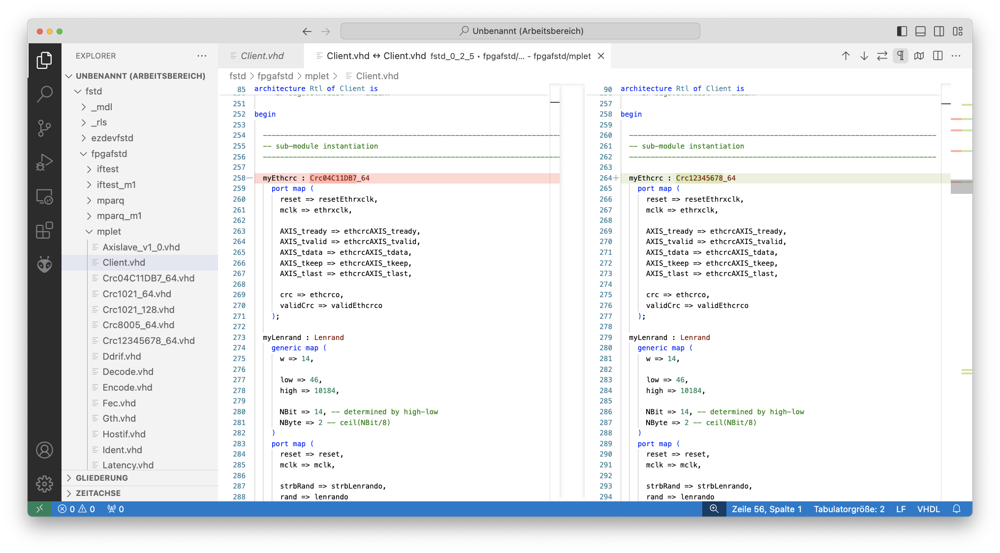 Unbenannt (Arbeitsbereich)
EXPLORER
UNBENANNT (ARBEITSBEREICH)
fstd
_mdl
_rls
ezdevfstd
fpgafstd
iftest
iftest_m1
mparq
mparq_m1
mplet
Axislave_v1_0.vhd
Client.vhd
Crc04C11DB7_64.vhd
Crc1021_64.vhd
Crc1021_128.vhd
Crc8005_64.vhd
Crc12345678_64.vhd
Ddrif.vhd
Decode.vhd
Encode.vhd
Fec.vhd
Gth.vhd
Hostif.vhd
Ident.vhd
Latency.vhd
GLIEDERUNG
ZEITACHSE
Client.vhd
Client.vhd ↔ Client.vhd fstd_0_2_5 • fpgafstd/... - fpgafstd/mplet
fstd > fpgafstd > mplet > Client.vhd
85 architecture Rtl of Client is
251
252 begin
253
254 ----------------------------------------------------------------------
255 -- sub-module instantiation
256 ----------------------------------------------------------------------
257
258— myEthcrc : Crc04C11DB7_64
259 port map (
260 reset => resetEthrxclk,
261 mclk => ethrxclk,
262
263 AXIS_tready => ethcrcAXIS_tready,
264 AXIS_tvalid => ethcrcAXIS_tvalid,
265 AXIS_tdata => ethcrcAXIS_tdata,
266 AXIS_tkeep => ethcrcAXIS_tkeep,
267 AXIS_tlast => ethcrcAXIS_tlast,
268
269 crc => ethcrco,
270 validCrc => validEthcrco
271 );
272
273 myLenrand : Lenrand
274 generic map (
275 w => 14,
276
277 low => 46,
278 high => 10184,
279
280 NBit => 14, -- determined by high-low
281 NByte => 2 -- ceil(NBit/8)
282 )
283 port map (
284 reset => reset,
285 mclk => mclk,
286
287 strbRand => strbLenrando,
288 rand => lenrando
90 architecture Rtl of Client is
257
258 begin
259
260 ------------------------------------------------------------------------
261 -- sub-module instantiation
262 ------------------------------------------------------------------------
263
264+ myEthcrc : Crc12345678_64
265 port map (
266 reset => resetEthrxclk,
267 mclk => ethrxclk,
268
269 AXIS_tready => ethcrcAXIS_tready,
270 AXIS_tvalid => ethcrcAXIS_tvalid,
271 AXIS_tdata => ethcrcAXIS_tdata,
272 AXIS_tkeep => ethcrcAXIS_tkeep,
273 AXIS_tlast => ethcrcAXIS_tlast,
274
275 crc => ethcrco,
276 validCrc => validEthcrco
277 );
278
279 myLenrand : Lenrand
280 generic map (
281 w => 14,
282
283 low => 46,
284 high => 10184,
285
286 NBit => 14, -- determined by high-low
287 NByte => 2 -- ceil(NBit/8)
288 )
289 port map (
290 reset => reset,
291 mclk => mclk,
292
293 strbRand => strbLenrando,
294 rand => lenrando
0 0 0 Zeile 56, Spalte 1 Tabulatorgröße: 2 LF VHDL